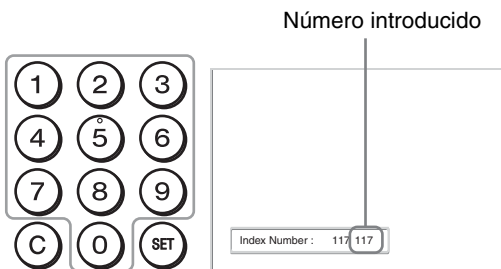 Número introducido
1 2 3
4 5 6
7 8 9
C 0 SET
Index Number : 117 117